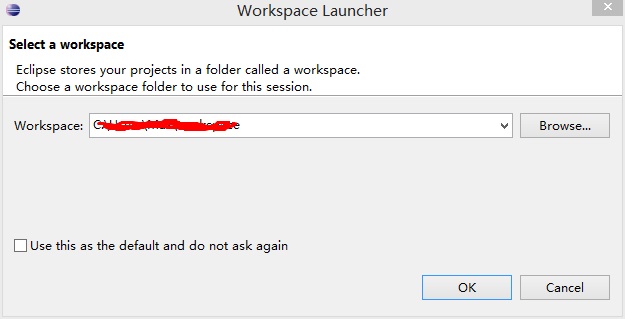 Workspace Launcher
Select a workspace
Eclipse stores your projects in a folder called a workspace.
Choose a workspace folder to use for this session.
Workspace:
Browse...
Use this as the default and do not ask again
OK
Cancel